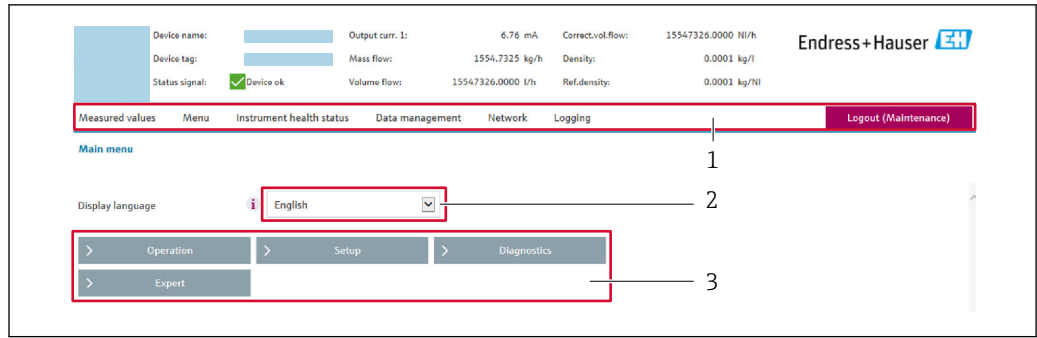 Device name: Output curr. 1: 6.76 mA Correct.vol.flow: 15547326.0000 Nl/h
Endress+Hauser EH
Device tag: Mass flow: 1554.7325 kg/h Density: 0.0001 kg/l
Status signal: Device ok Volume flow: 15547326.0000 l/h Ref.density: 0.0001 kg/Nl
Measured values Menu Instrument health status Data management Network Logging Logout (Maintenance)
1
Main menu
Display language i English 2
> Operation > Setup > Diagnostics
> Expert 3